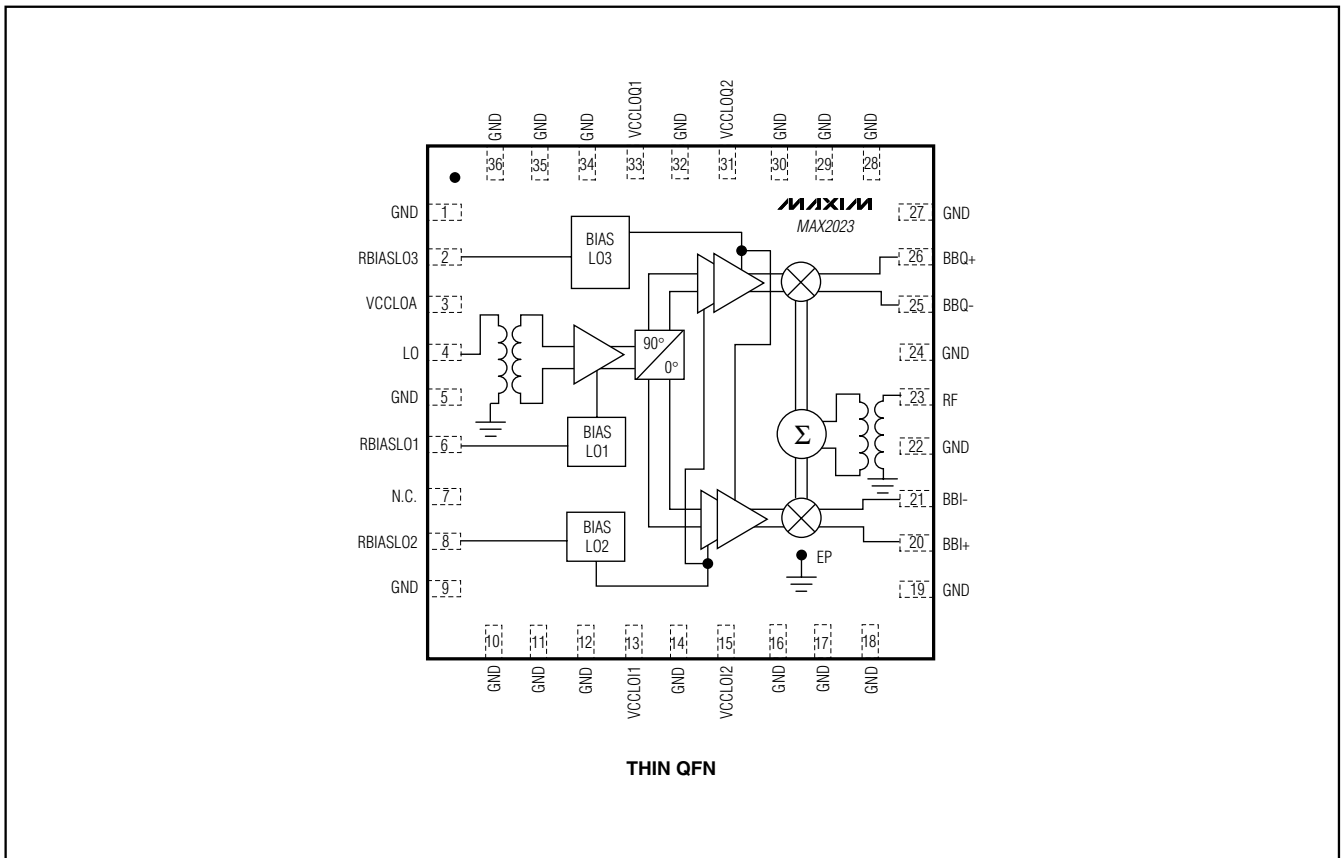 GND
GND
GND
VCCLOQ1
GND
VCCLOQ2
GND
GND
GND
36
35
34
33
32
31
30
29
28
MAXIM
MAX2023
GND 1
27 GND
BIAS
LO3
RBIASLO3 2
26 BBQ+
VCCLOA 3
25 BBQ-
LO 4
90°
0°
24 GND
GND 5
23 RF
BIAS
LO1
Σ
RBIASLO1 6
22 GND
N.C. 7
21 BBI-
BIAS
LO2
RBIASLO2 8
20 BBI+
EP
GND 9
19 GND
10
11
12
13
14
15
16
17
18
GND
GND
GND
VCCLOI1
GND
VCCLOI2
GND
GND
GND
THIN QFN